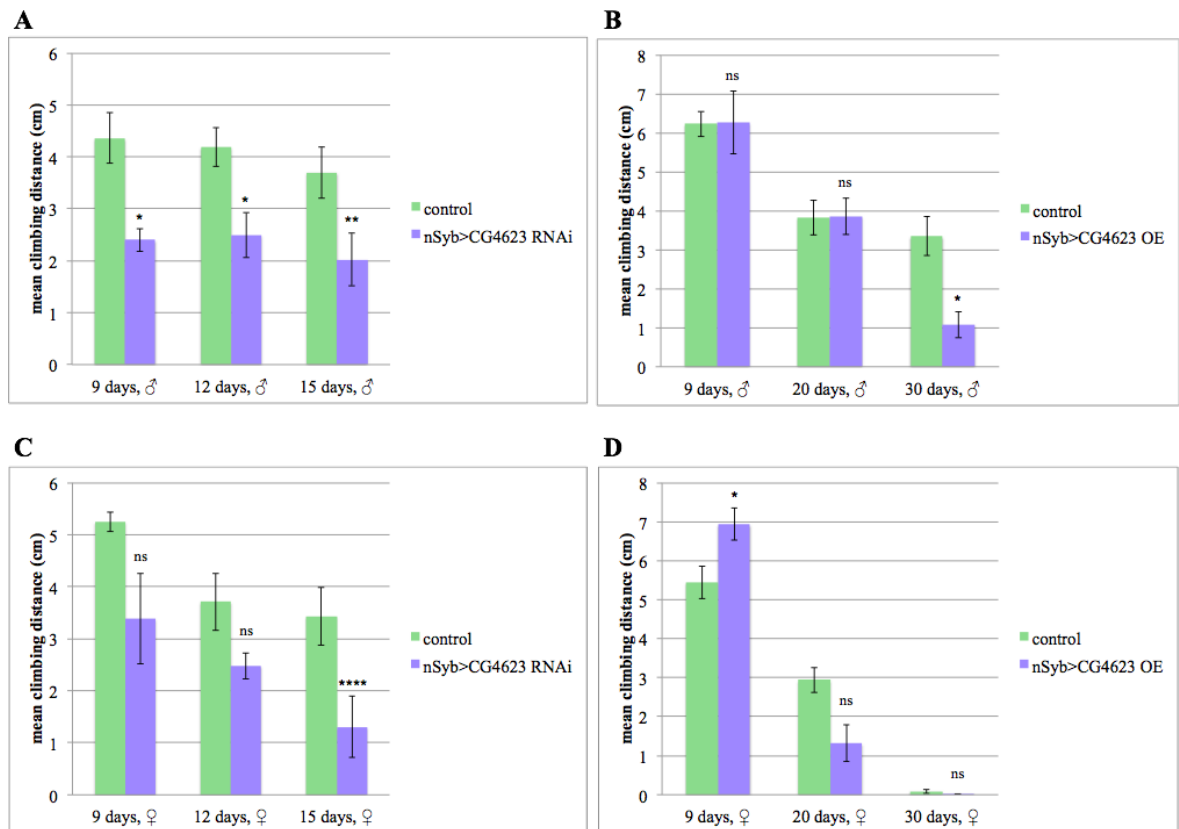 A
mean climbing distance (cm)
6
5
4
3
2
1
0
*
*
**
9 days, ♂
12 days, ♂
15 days, ♂
control
nSyb>CG4623 RNAi
B
mean climbing distance (cm)
8
7
6
5
4
3
2
1
0
ns
ns
*
9 days, ♂
20 days, ♂
30 days, ♂
control
nSyb>CG4623 OE
C
mean climbing distance (cm)
6
5
4
3
2
1
0
ns
ns
****
9 days, ♀
12 days, ♀
15 days, ♀
control
nSyb>CG4623 RNAi
D
mean climbing distance (cm)
8
7
6
5
4
3
2
1
0
*
ns
ns
9 days, ♀
20 days, ♀
30 days, ♀
control
nSyb>CG4623 OE